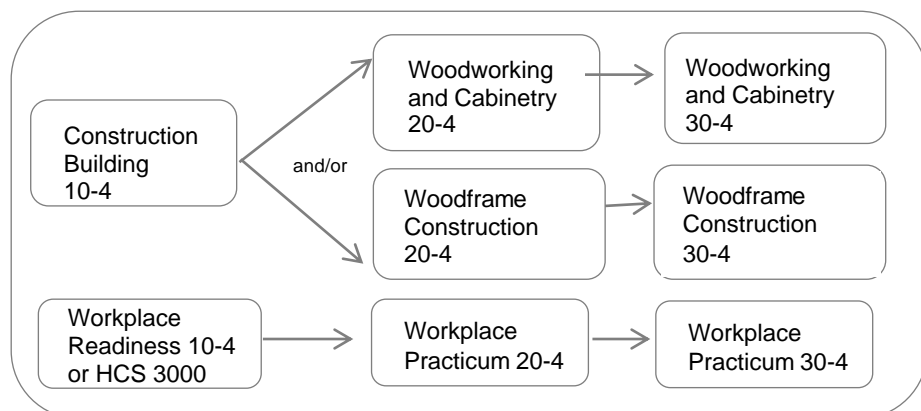 Construction
Building
10-4
and/or
Woodworking
and Cabinetry
20-4
Woodworking
and Cabinetry
30-4
Woodframe
Construction
20-4
Woodframe
Construction
30-4
Workplace
Readiness 10-4
or HCS 3000
Workplace
Practicum 20-4
Workplace
Practicum 30-4